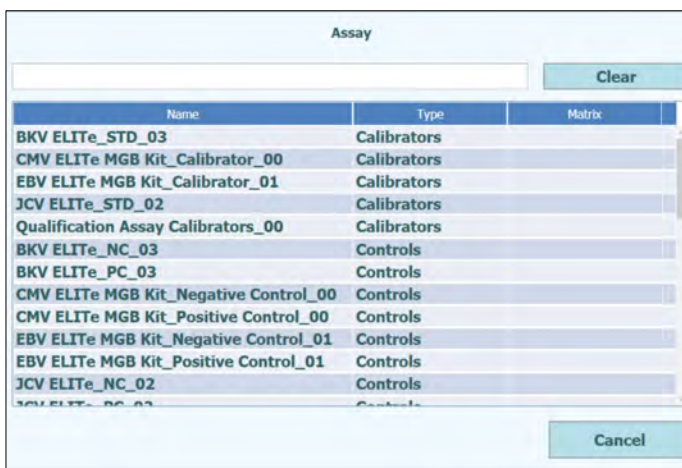 Assay
Clear
Name Type Matrix
BKV ELITe_STD_03 Calibrators
CMV ELITe MGB Kit_Calibrator_00 Calibrators
EBV ELITe MGB Kit_Calibrator_01 Calibrators
JCV ELITe_STD_02 Calibrators
Qualification Assay Calibrators_00 Calibrators
BKV ELITe_NC_03 Controls
BKV ELITe_PC_03 Controls
CMV ELITe MGB Kit_Negative Control_00 Controls
CMV ELITe MGB Kit_Positive Control_00 Controls
EBV ELITe MGB Kit_Negative Control_01 Controls
EBV ELITe MGB Kit_Positive Control_01 Controls
JCV ELITe_NC_02 Controls
Cancel